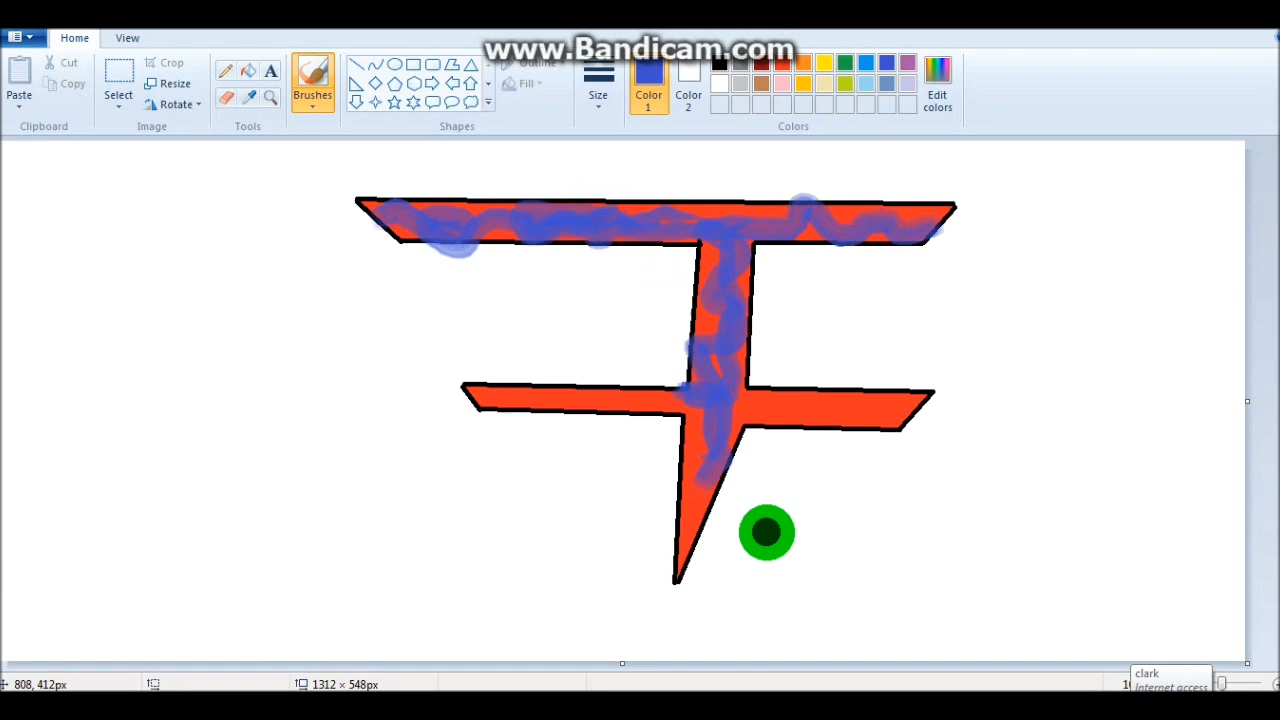 www.Bandicam.com
Home View
Cut
Copy
Paste
Clipboard
Select
Crop
Resize
Rotate
Image
A
Tools
Brushes
Outline
Fill
Shapes
Size
Color 1
Color 2
Edit colors
Colors
808, 412px
1312 × 548px
clark
Internet access